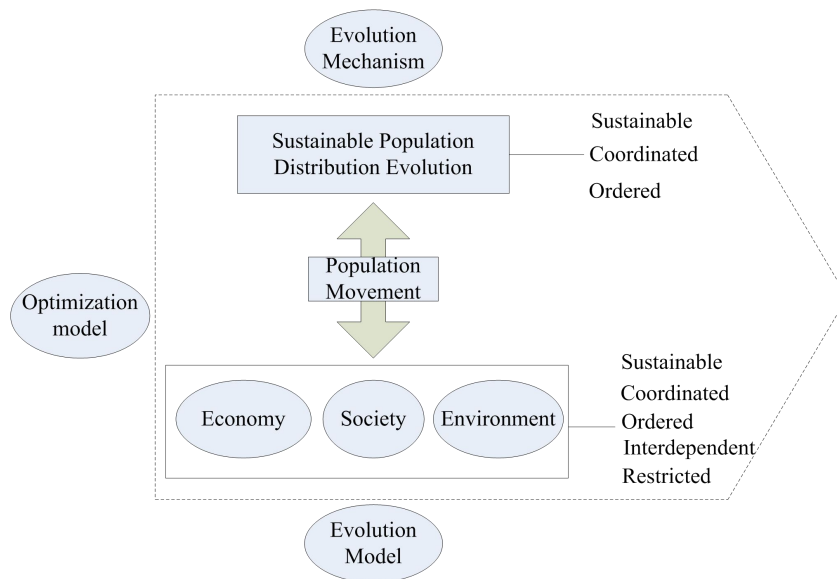 Evolution
Mechanism
Sustainable Population
Distribution Evolution
Sustainable
Coordinated
Ordered
Population
Movement
Optimization
model
Economy
Society
Environment
Sustainable
Coordinated
Ordered
Interdependent
Restricted
Evolution
Model